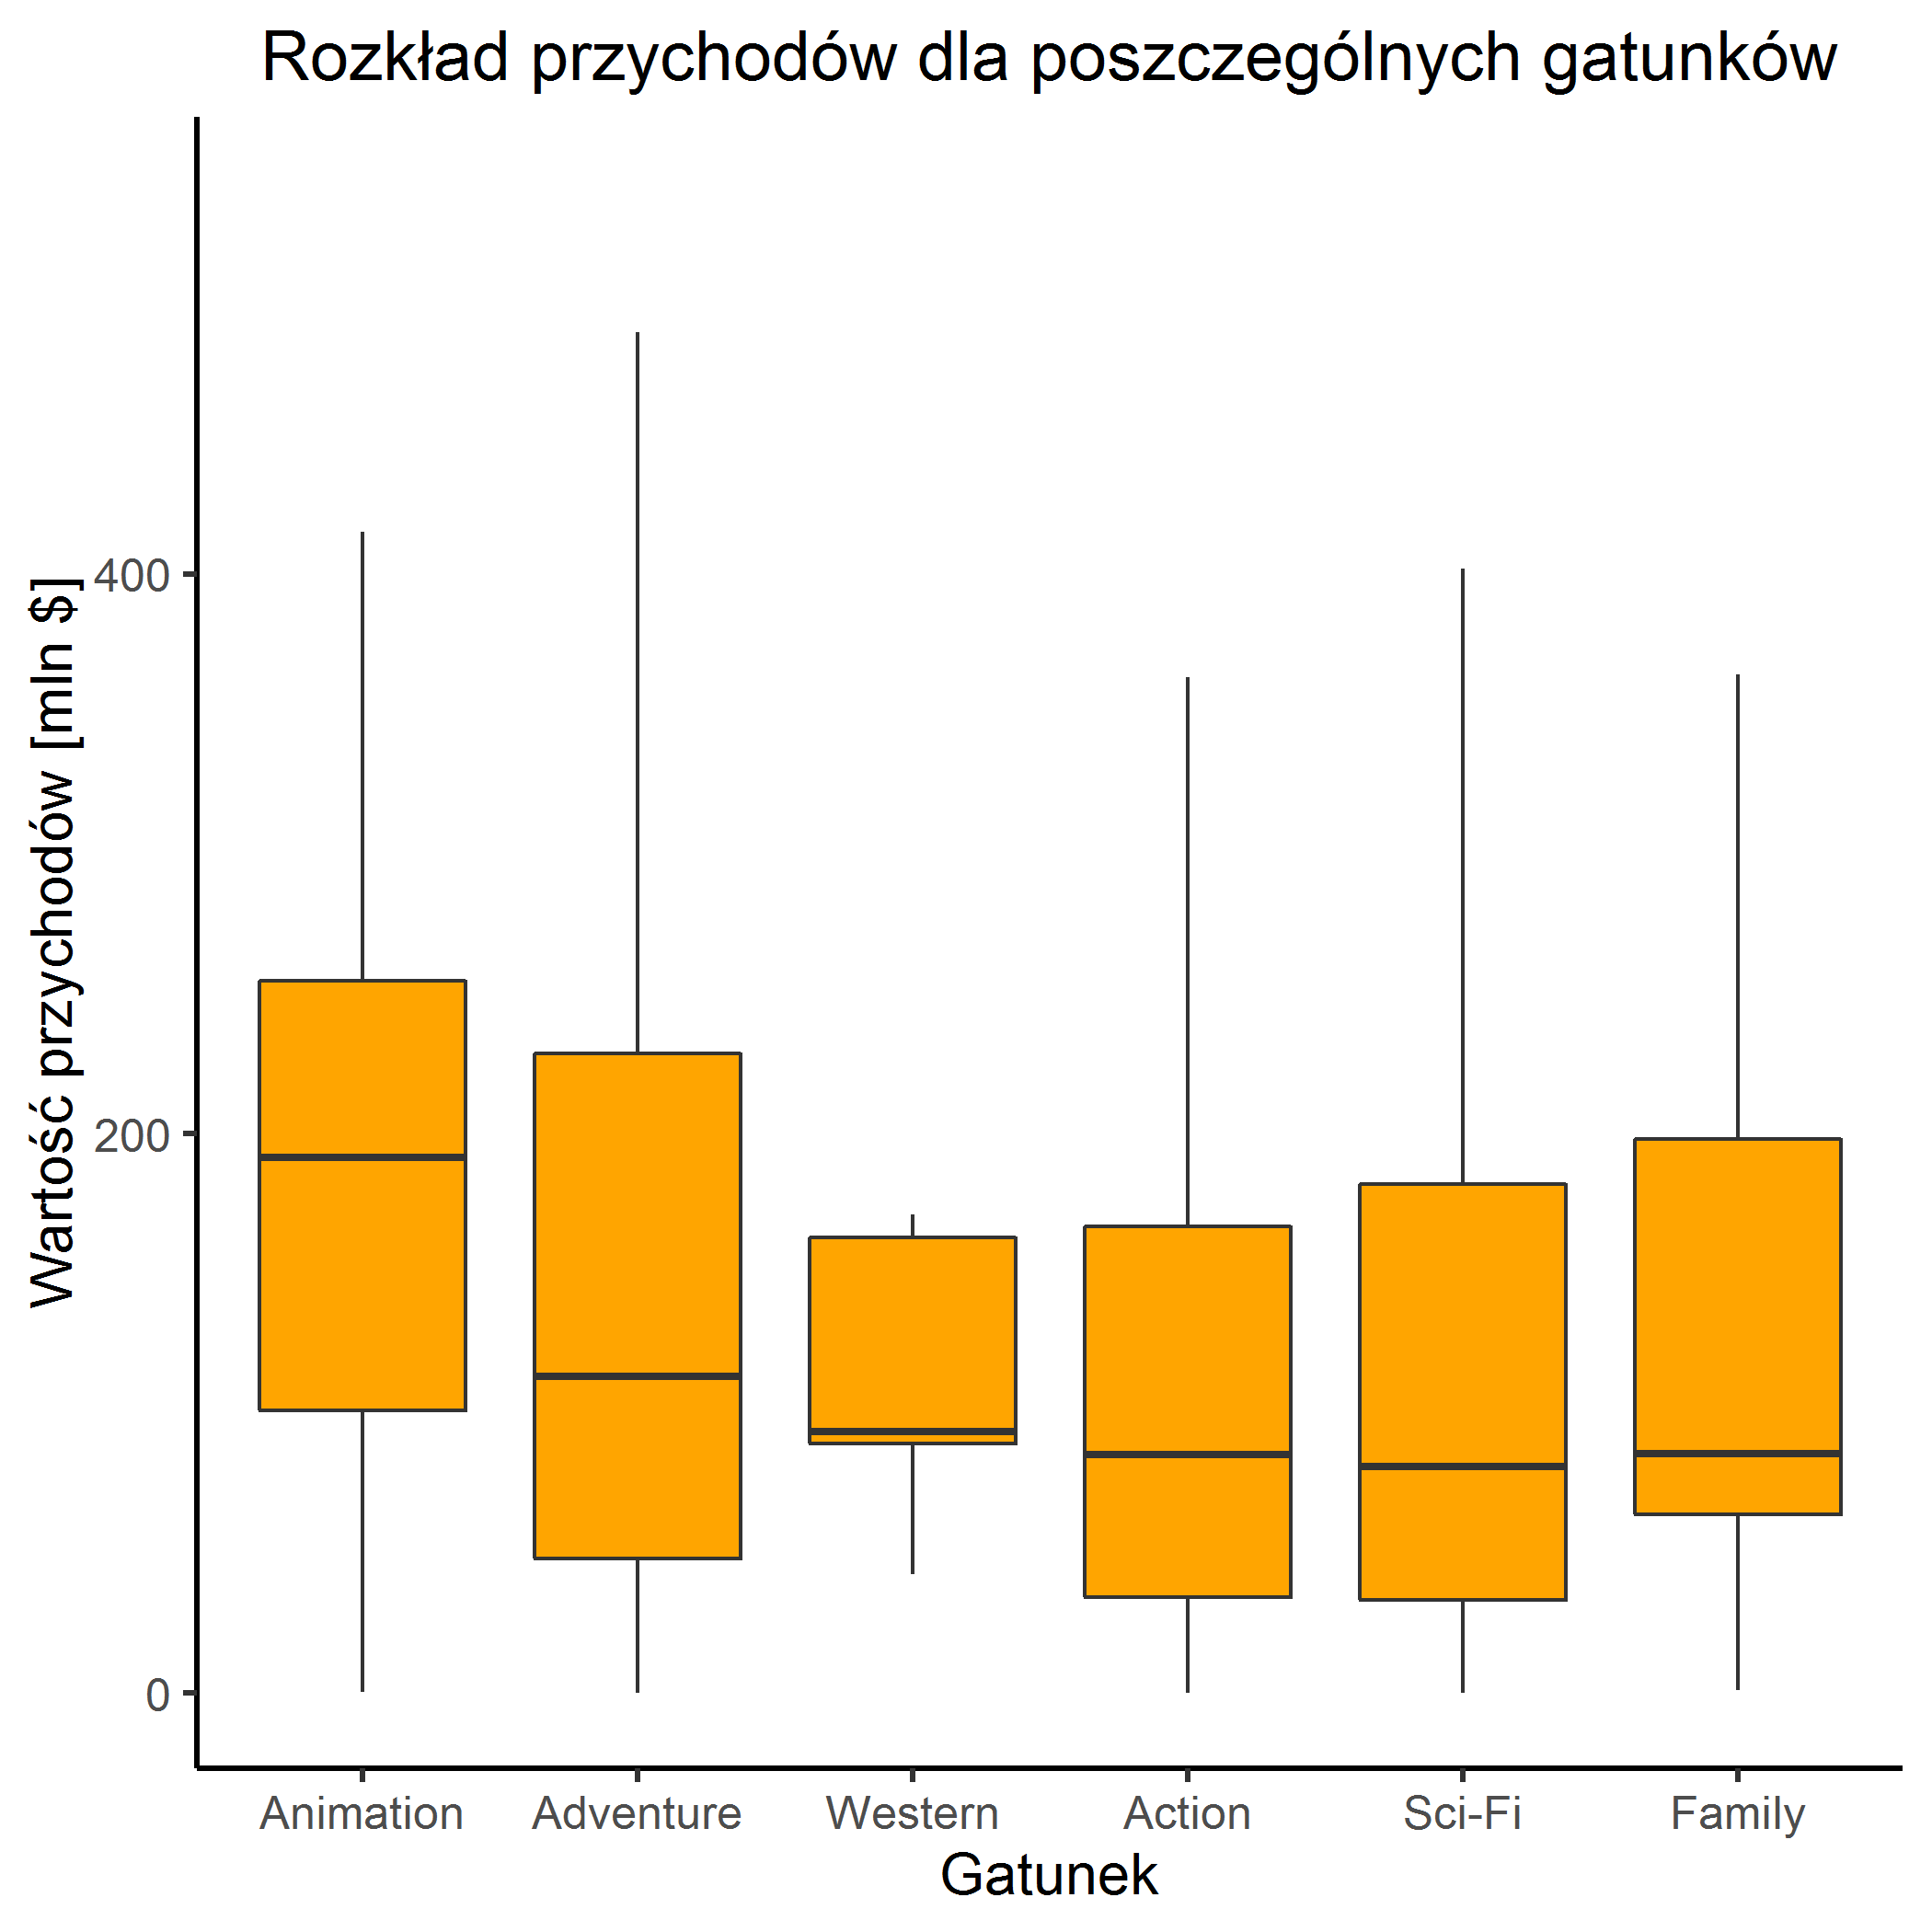 Rozkład przychodów dla poszczególnych gatunków
Wartość przychodów [mln $]
400
200
0
Animation
Adventure
Western
Action
Sci-Fi
Family
Gatunek